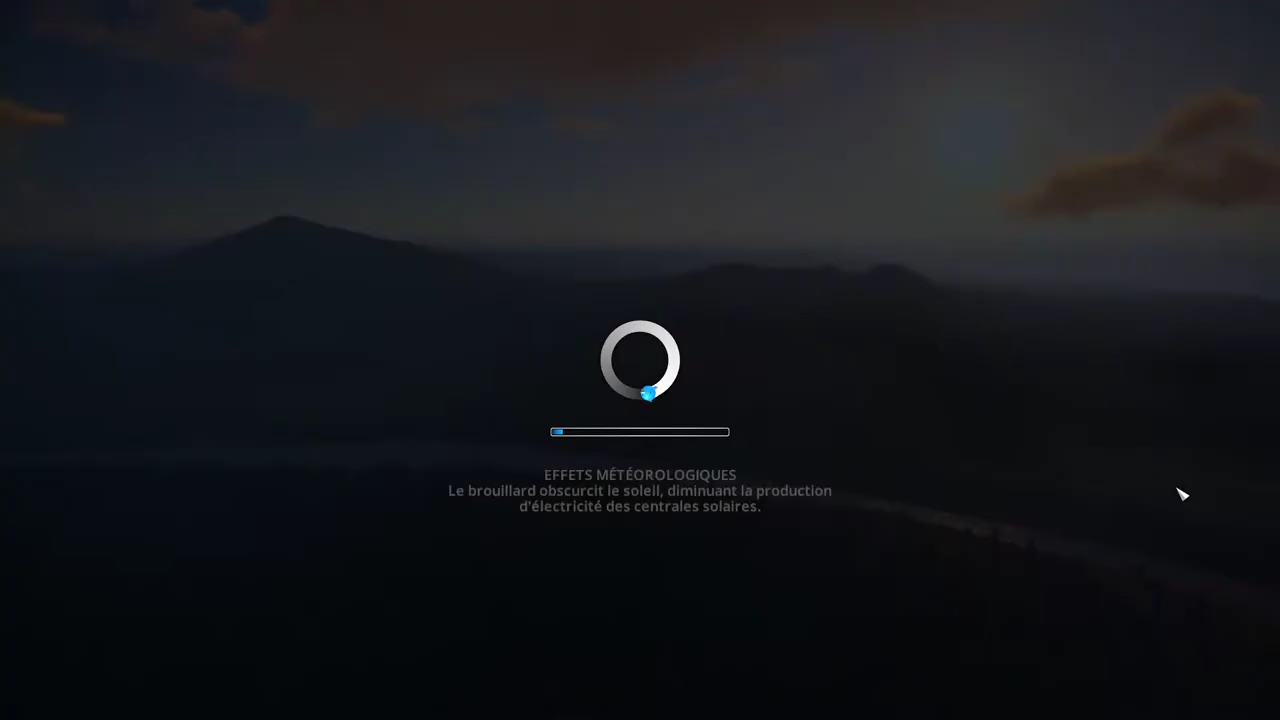 EFFETS MÉTÉOROLOGIQUES
Le brouillard obscurcit le soleil, diminuant la production
d'électricité des centrales solaires.